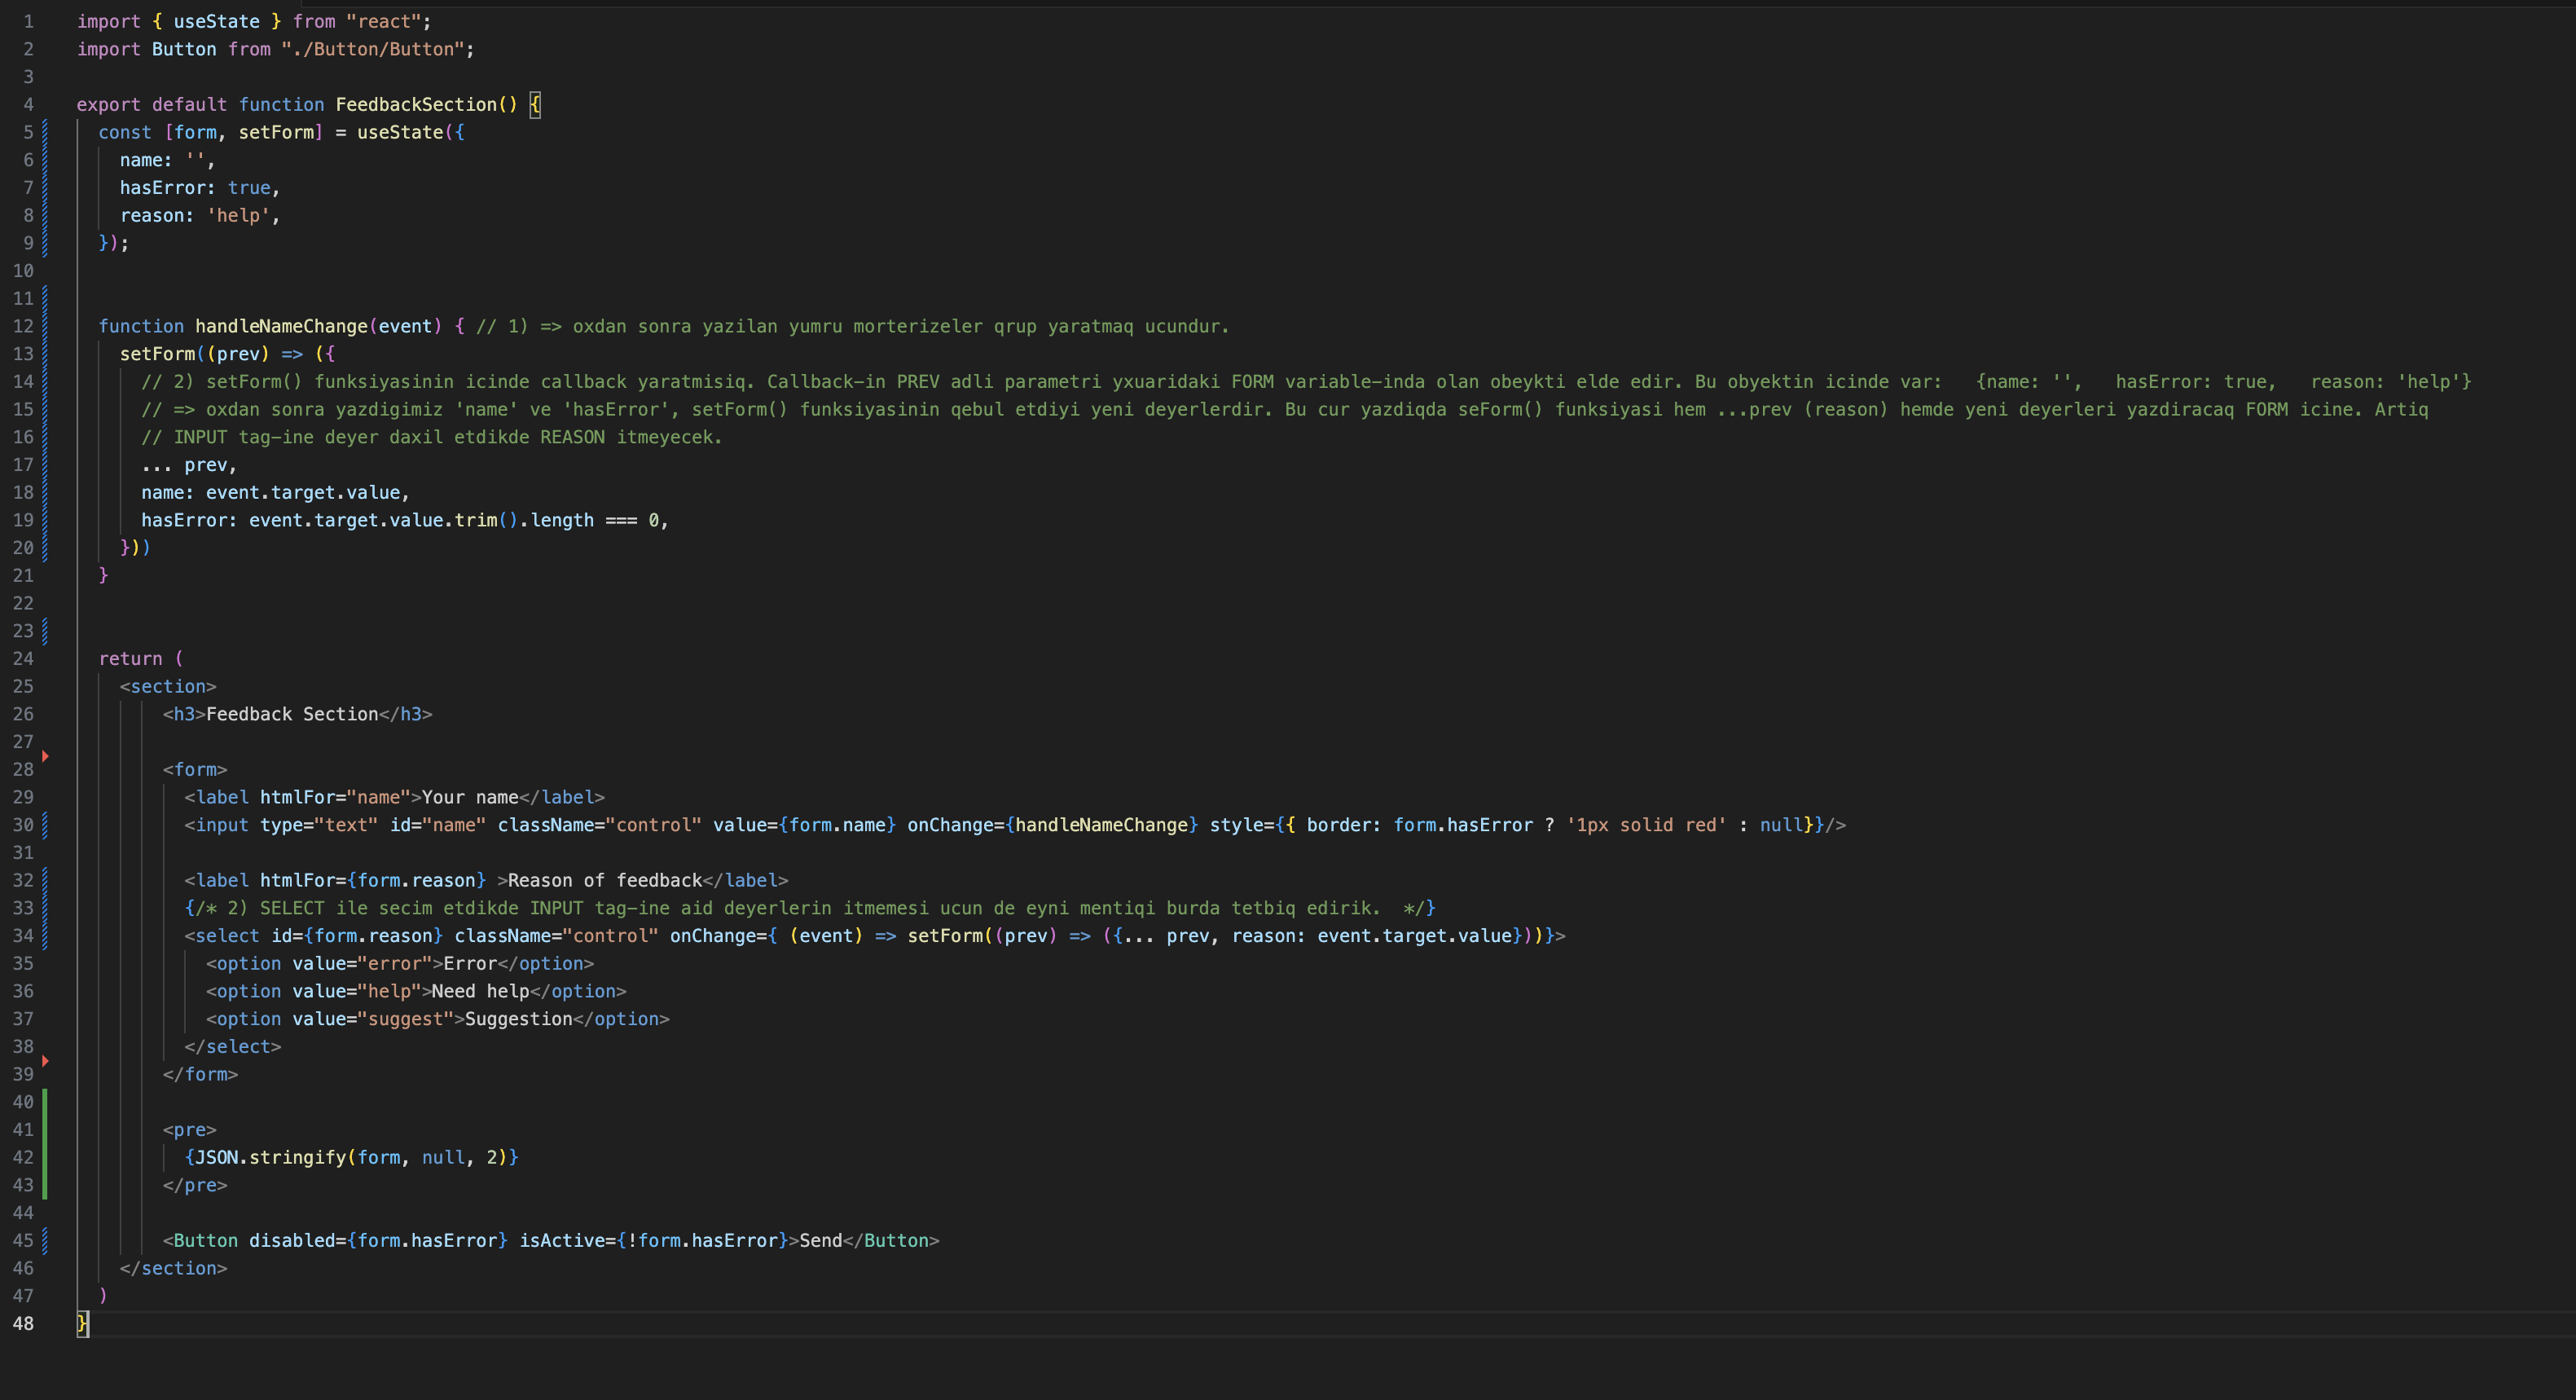 1 import { useState } from "react";
2 import Button from "./Button/Button";
3
4 export default function FeedbackSection() {
5 const [form, setForm] = useState({
6 name: '',
7 hasError: true,
8 reason: 'help',
9 });
10
11
12 function handleNameChange(event) { // 1) => oxdan sonra yazilan yumru morterizeler qrup yaratmaq ucundur.
13 setForm((prev) => ({
14 // 2) setForm() funksiyasinin icinde callback yaratmisiq. Callback-in PREV adli parametri yxuaridaki FORM variable-inda olan obeykti elde edir. Bu obyektin icinde var: {name: '', hasError: true, reason: 'help'}
15 // => oxdan sonra yazdigimiz 'name' ve 'hasError', setForm() funksiyasinin qebul etdiyi yeni deyerlerdir. Bu cur yazdiqda seForm() funksiyasi hem ...prev (reason) hemde yeni deyerleri yazdiracaq FORM icine. Artiq
16 // INPUT tag-ine deyer daxil etdikde REASON itmeyecek.
17 ... prev,
18 name: event.target.value,
19 hasError: event.target.value.trim().length === 0,
20 }))
21 }
22
23
24 return (
25 <section>
26 <h3>Feedback Section</h3>
27
28 <form>
29 <label htmlFor="name">Your name</label>
30 <input type="text" id="name" className="control" value={form.name} onChange={handleNameChange} style={{ border: form.hasError ? '1px solid red' : null}}/>
31
32 <label htmlFor={form.reason} >Reason of feedback</label>
33 {/* 2) SELECT ile secim etdikde INPUT tag-ine aid deyerlerin itmemesi ucun de eyni mentiqi burda tetbiq edirik. */}
34 <select id={form.reason} className="control" onChange={ (event) => setForm((prev) => ({... prev, reason: event.target.value}))}>
35 <option value="error">Error</option>
36 <option value="help">Need help</option>
37 <option value="suggest">Suggestion</option>
38 </select>
39 </form>
40
41 <pre>
42 {JSON.stringify(form, null, 2)}
43 </pre>
44
45 <Button disabled={form.hasError} isActive={!form.hasError}>Send</Button>
46 </section>
47 )
48 }